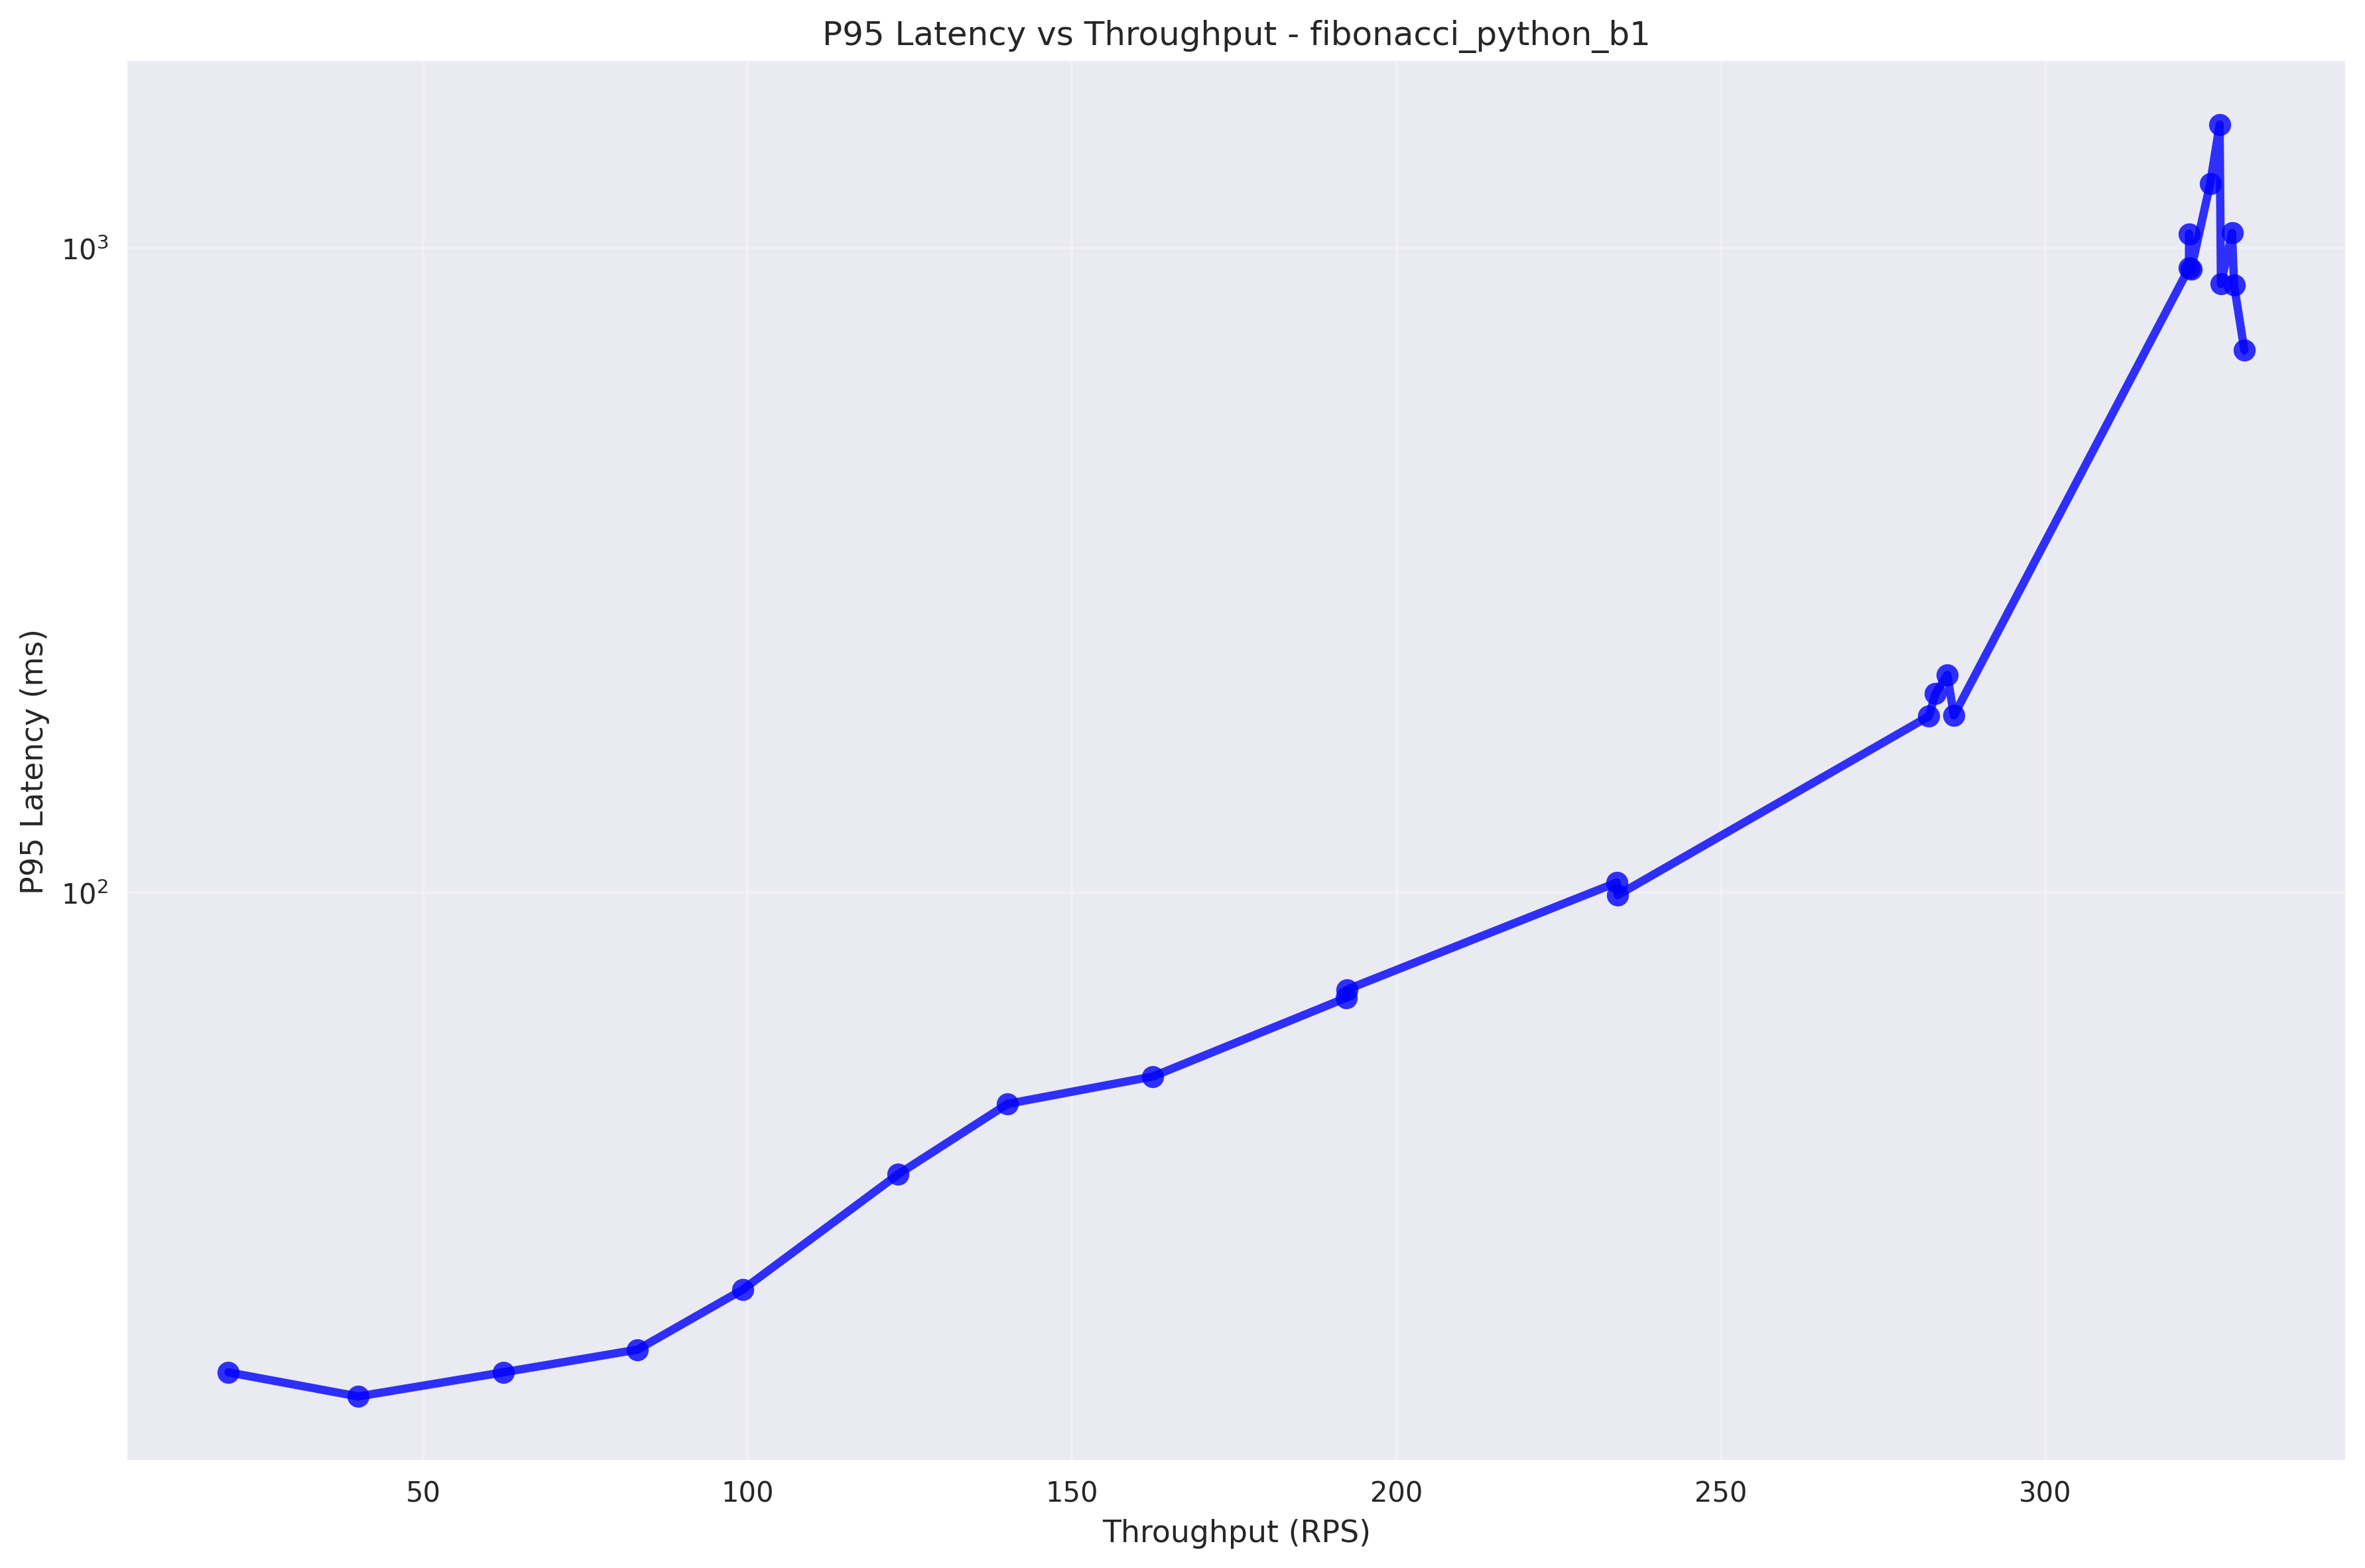 P95 Latency vs Throughput - fibonacci_python_b1
P95 Latency (ms)
10³
10²
50 100 150 200 250 300
Throughput (RPS)